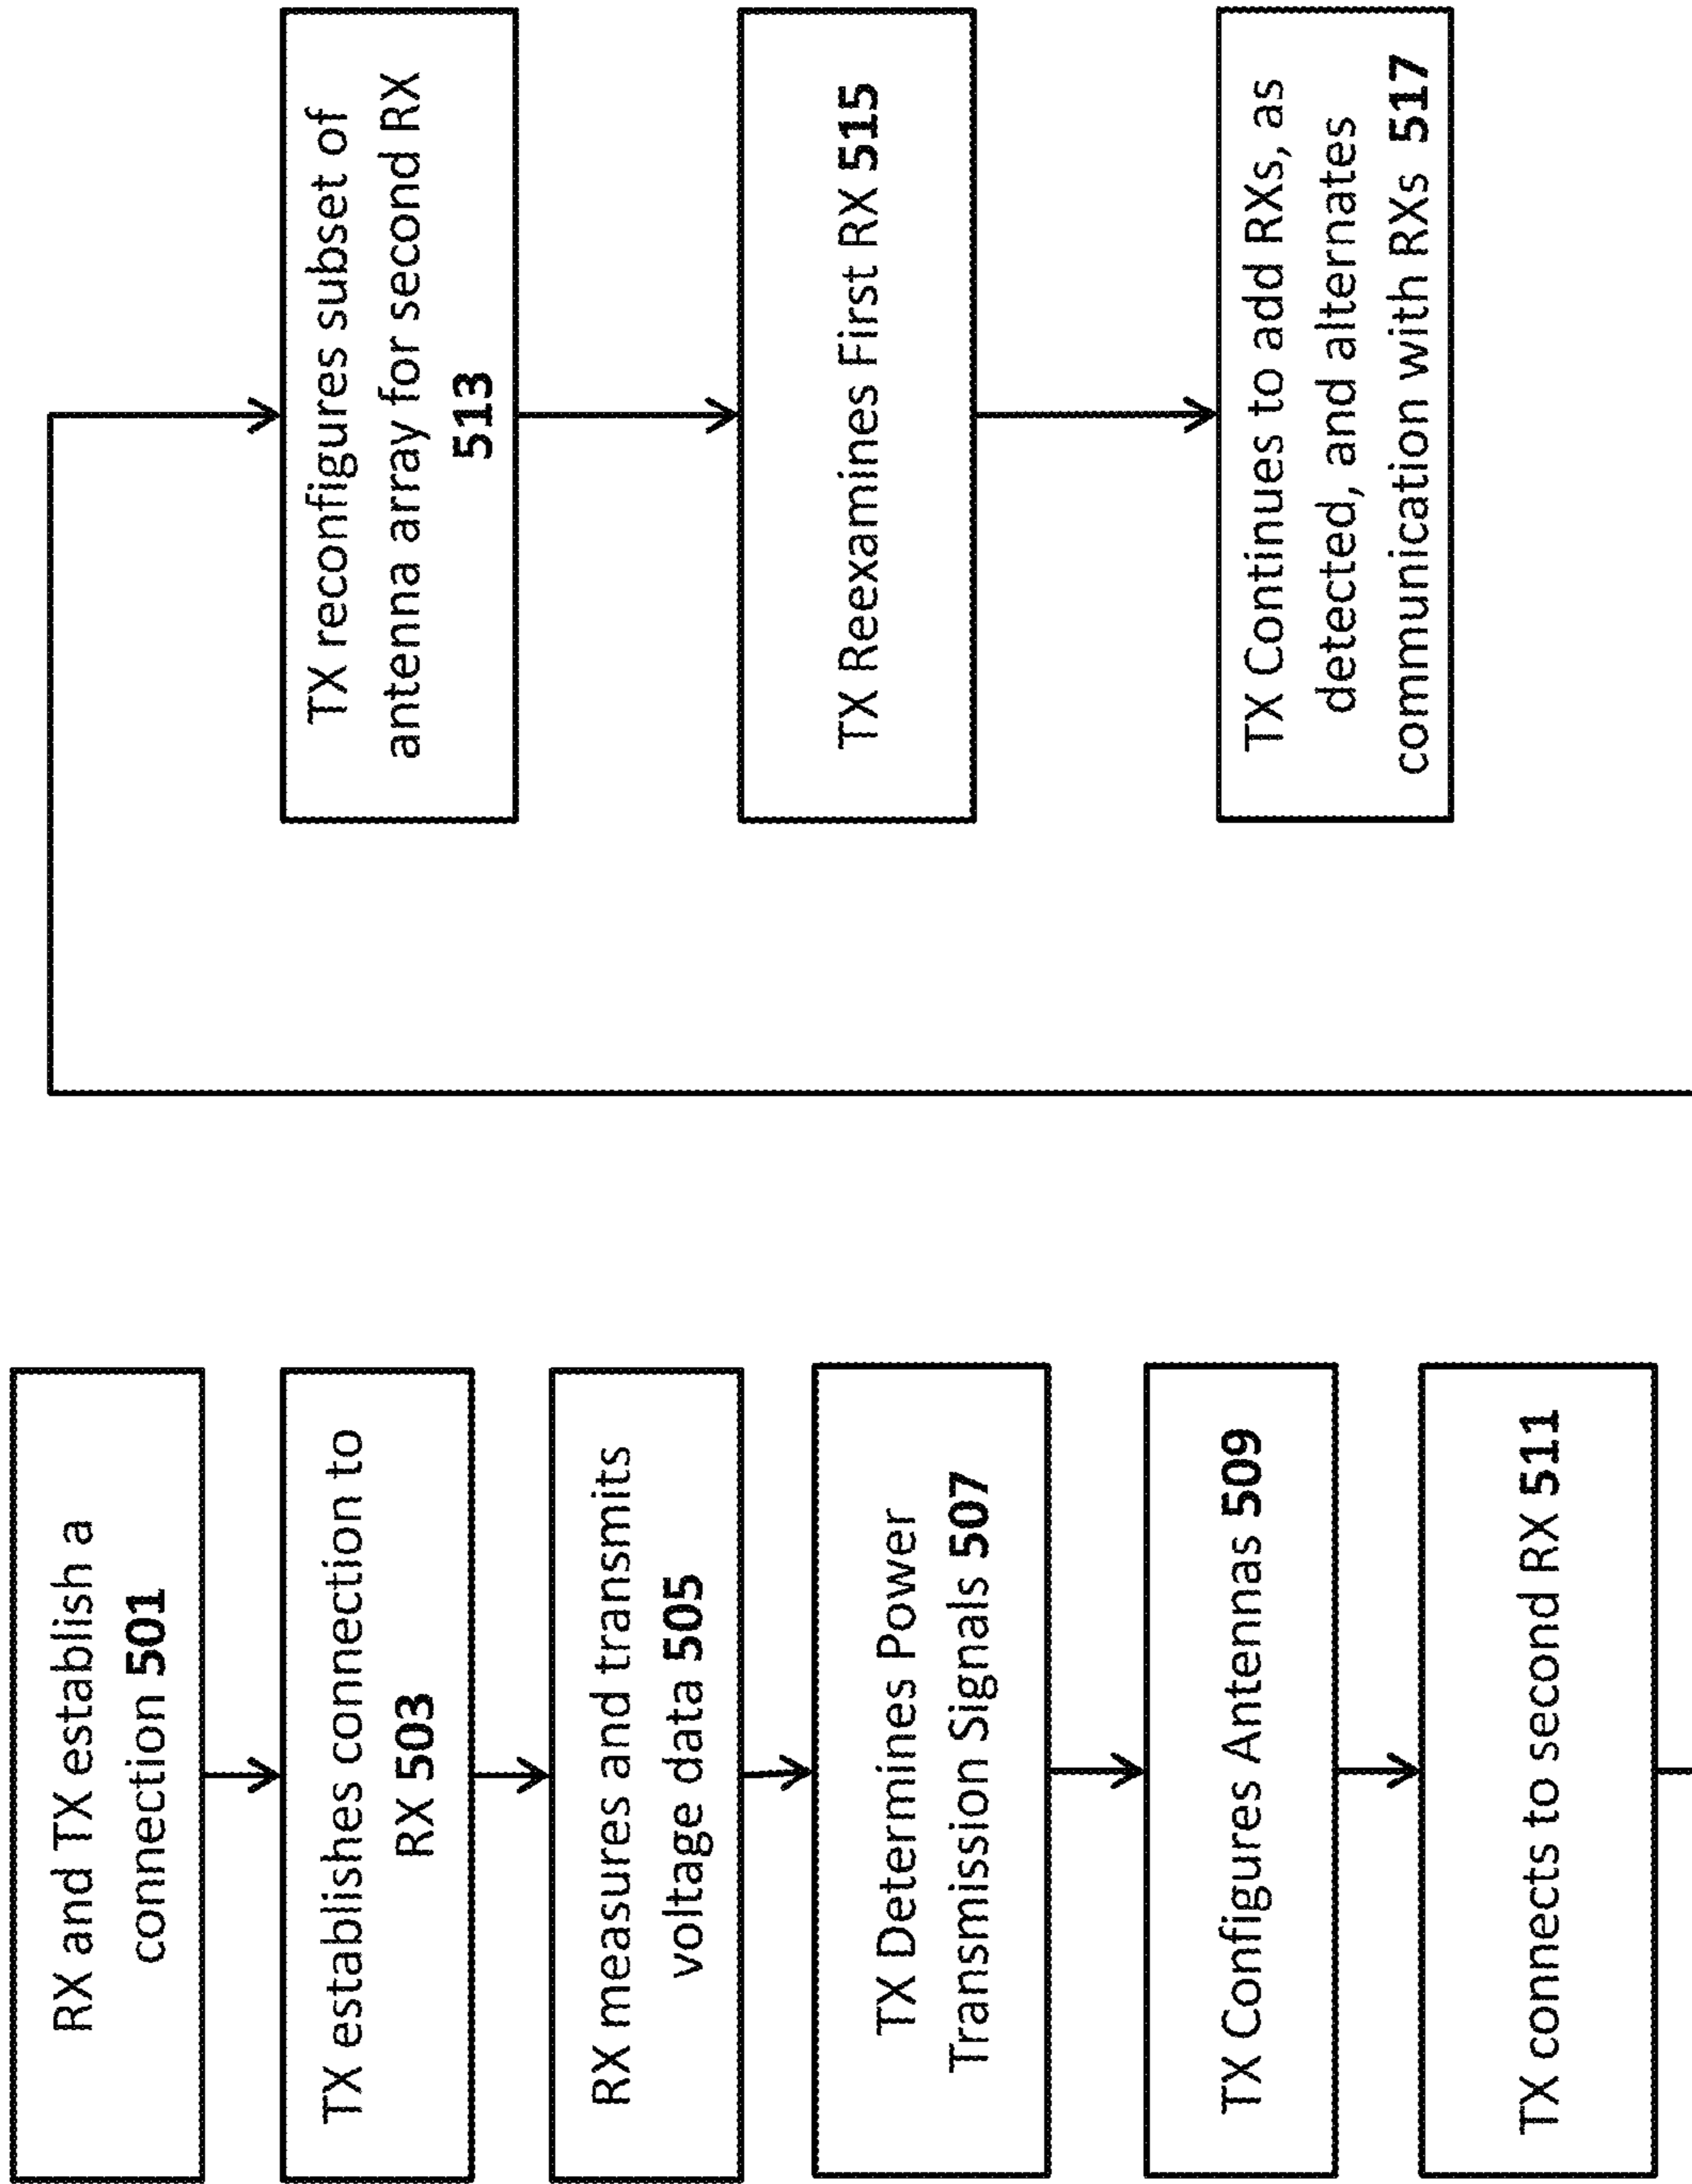 RX and TX establish a
connection 501
TX establishes connection to
RX 503
RX measures and transmits
voltage data 505
TX Determines Power
Transmission Signals 507
TX Configures Antennas 509
TX connects to second RX 511
TX reconfigures subset of
antenna array for second RX
513
TX Reexamines First RX 515
TX Continues to add RXs, as
detected, and alternates
communication with RXs 517